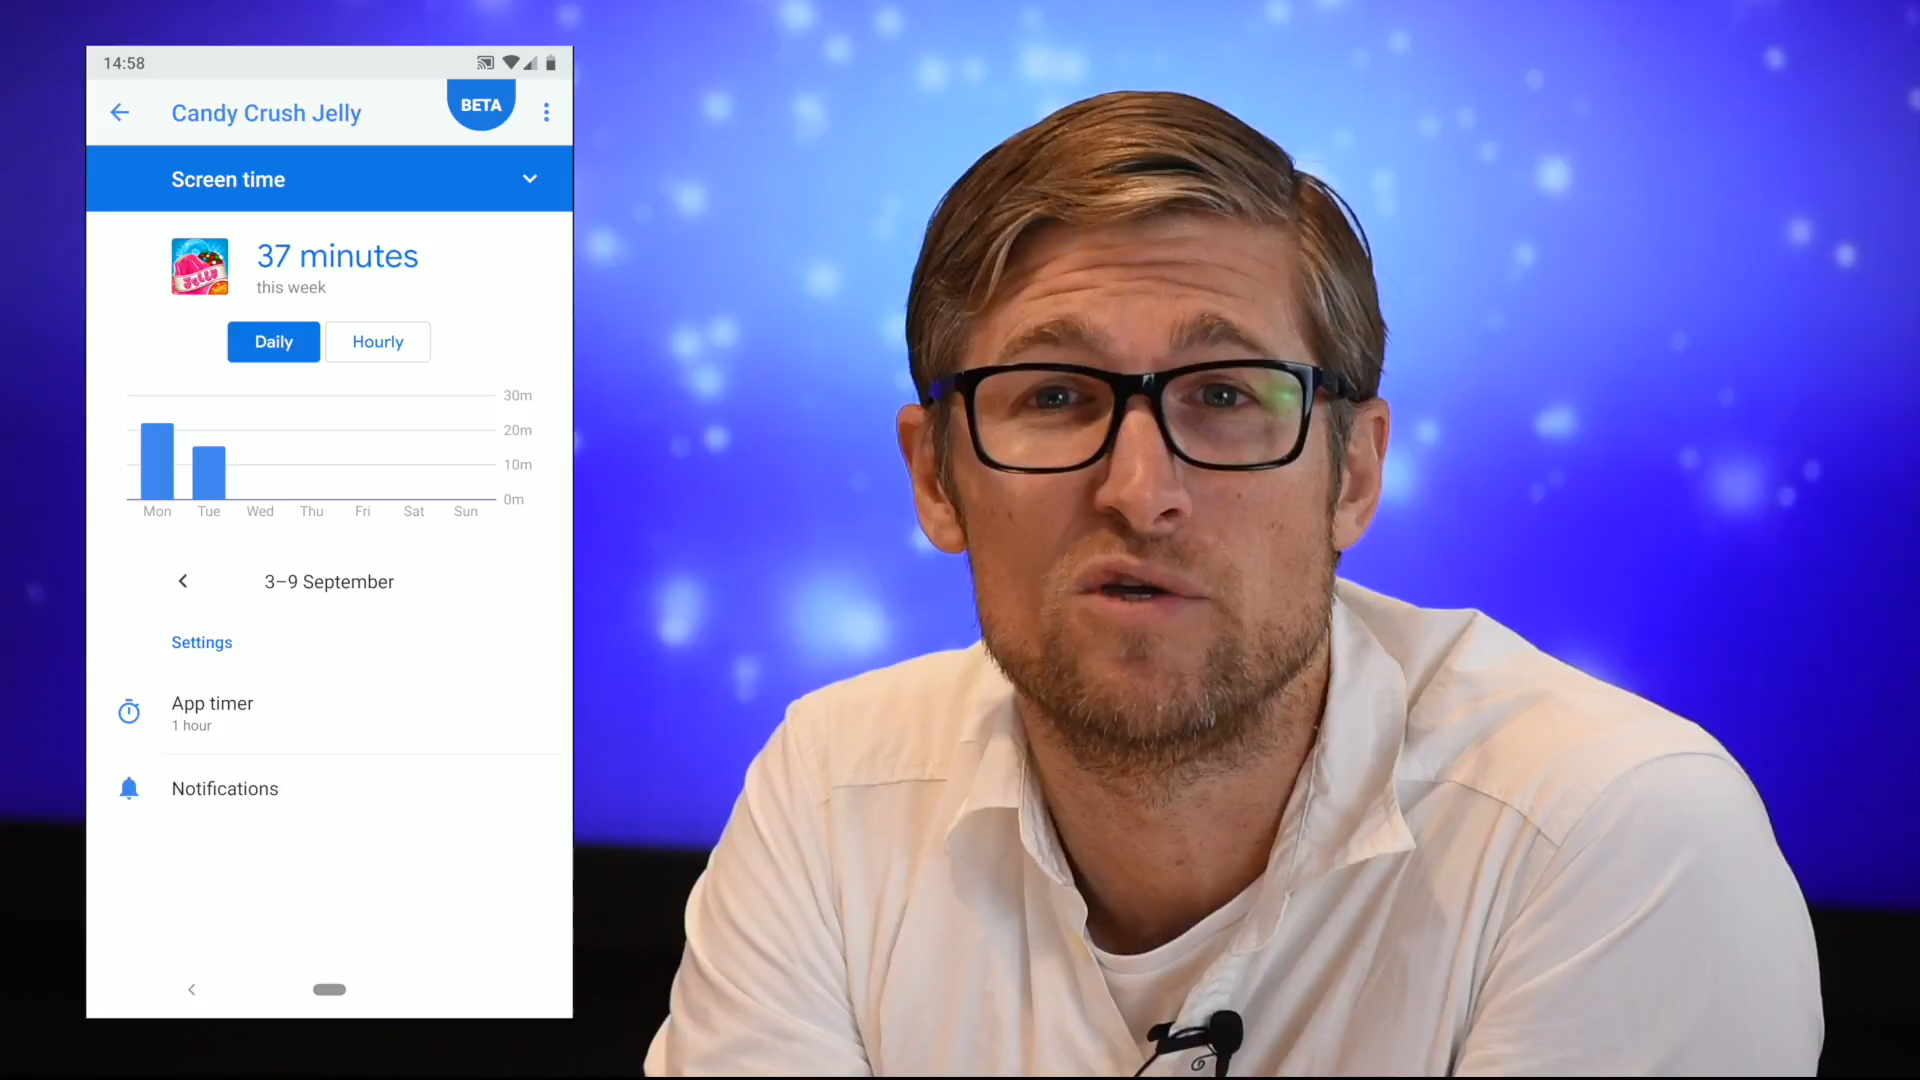 14:58
Candy Crush Jelly
BETA
Screen time
37 minutes
this week
Jelly
Daily
Hourly
30m
20m
10m
0m
Mon Tue Wed Thu Fri Sat Sun
3–9 September
Settings
App timer
1 hour
Notifications